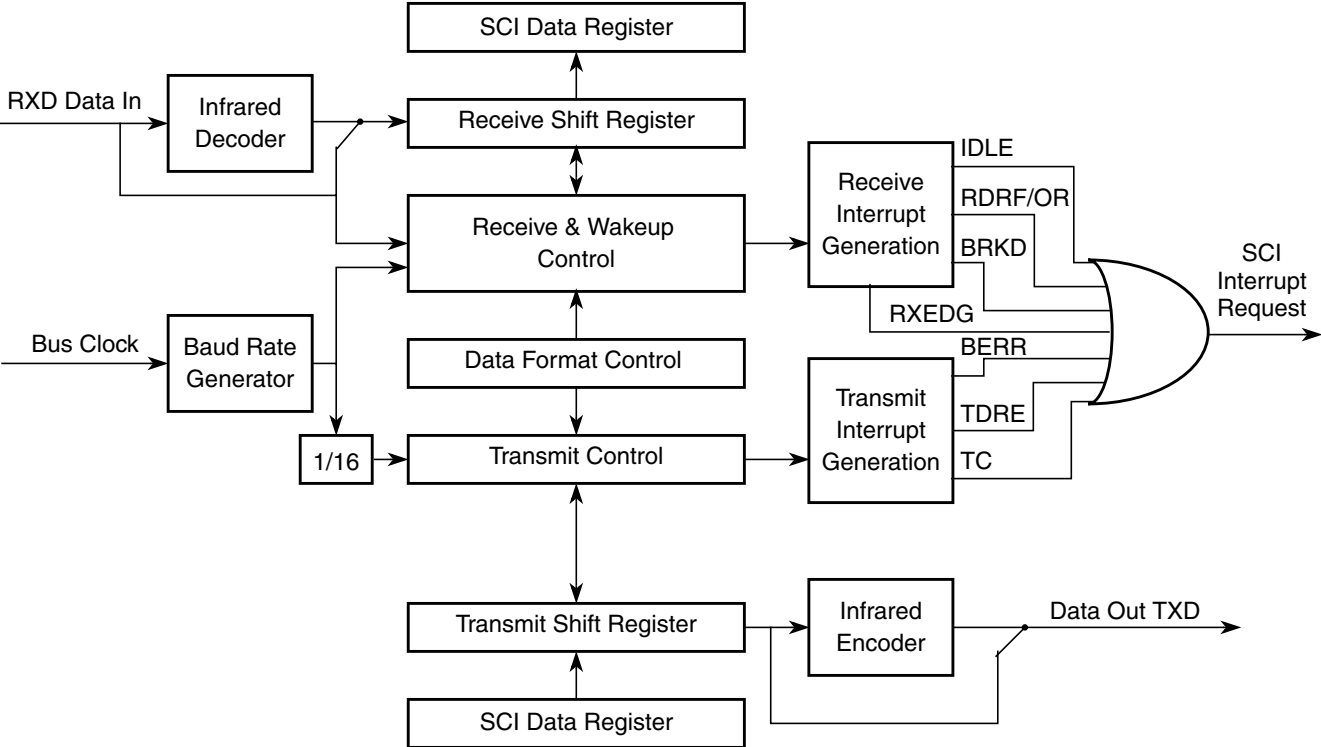 SCI Data Register
RXD Data In
Infrared
Decoder
Receive Shift Register
Receive & Wakeup
Control
Receive
Interrupt
Generation
IDLE
RDRF/OR
BRKD
RXEDG
SCI
Interrupt
Request
Bus Clock
Baud Rate
Generator
Data Format Control
BERR
Transmit
Interrupt
Generation
TDRE
TC
1/16
Transmit Control
Transmit Shift Register
Infrared
Encoder
Data Out TXD
SCI Data Register